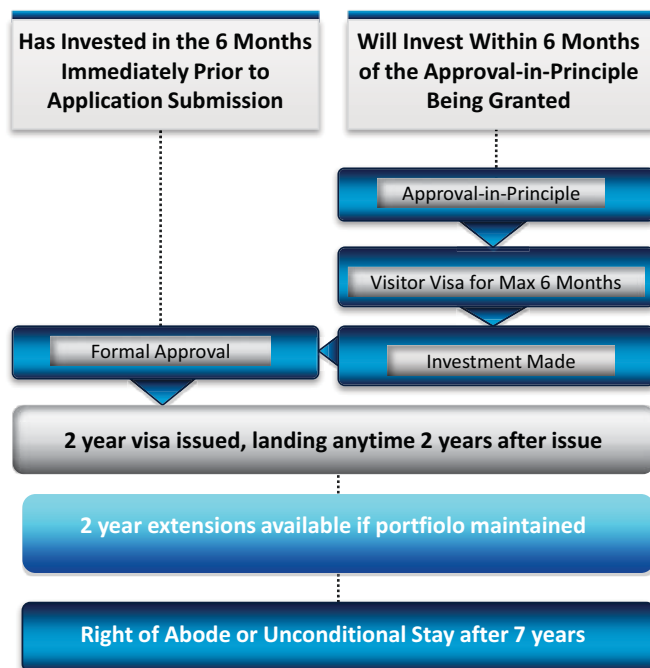 Has Invested in the 6 Months
Immediately Prior to
Application Submission
Will Invest Within 6 Months
of the Approval-in-Principle
Being Granted
Approval-in-Principle
Visitor Visa for Max 6 Months
Formal Approval
Investment Made
2 year visa issued, landing anytime 2 years after issue
2 year extensions available if portfiolo maintained
Right of Abode or Unconditional Stay after 7 years